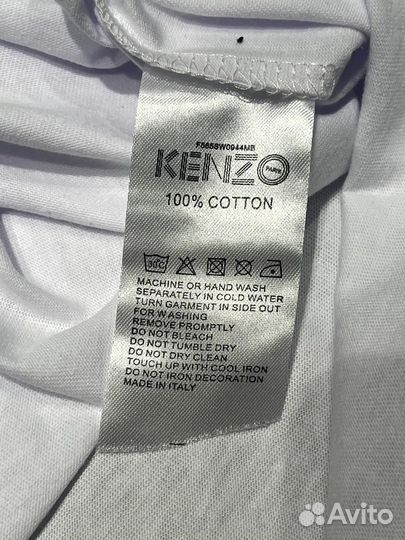 F565SW0944MB
KENZO
PARIS
100% COTTON
30C
MACHINE OR HAND WASH
SEPARATELY IN COLD WATER
TURN GARMENT IN SIDE OUT
FOR WASHING
REMOVE PROMPTLY
DO NOT BLEACH
DO NOT TUMBLE DRY
DO NOT DRY CLEAN
TOUCH UP WITH COOL IRON
DO NOT IRON DECORATION
MADE IN ITALY
Avito